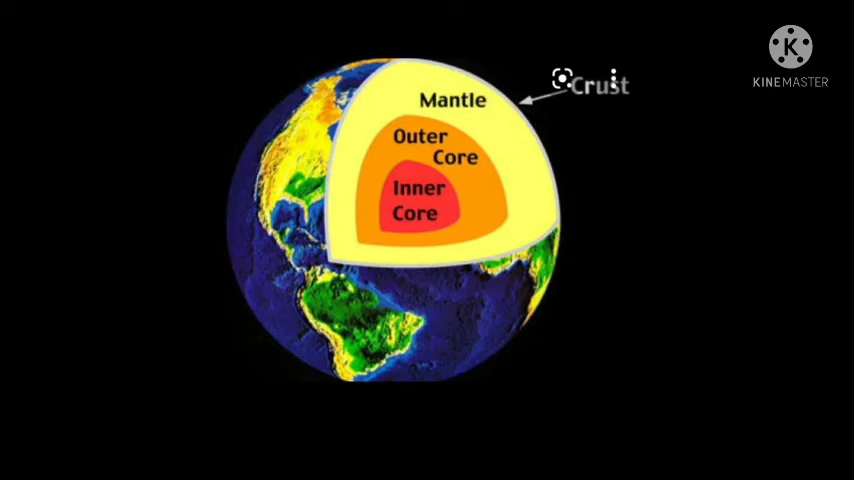 K
KINEMASTER
Crust
Mantle
Outer
Core
Inner
Core